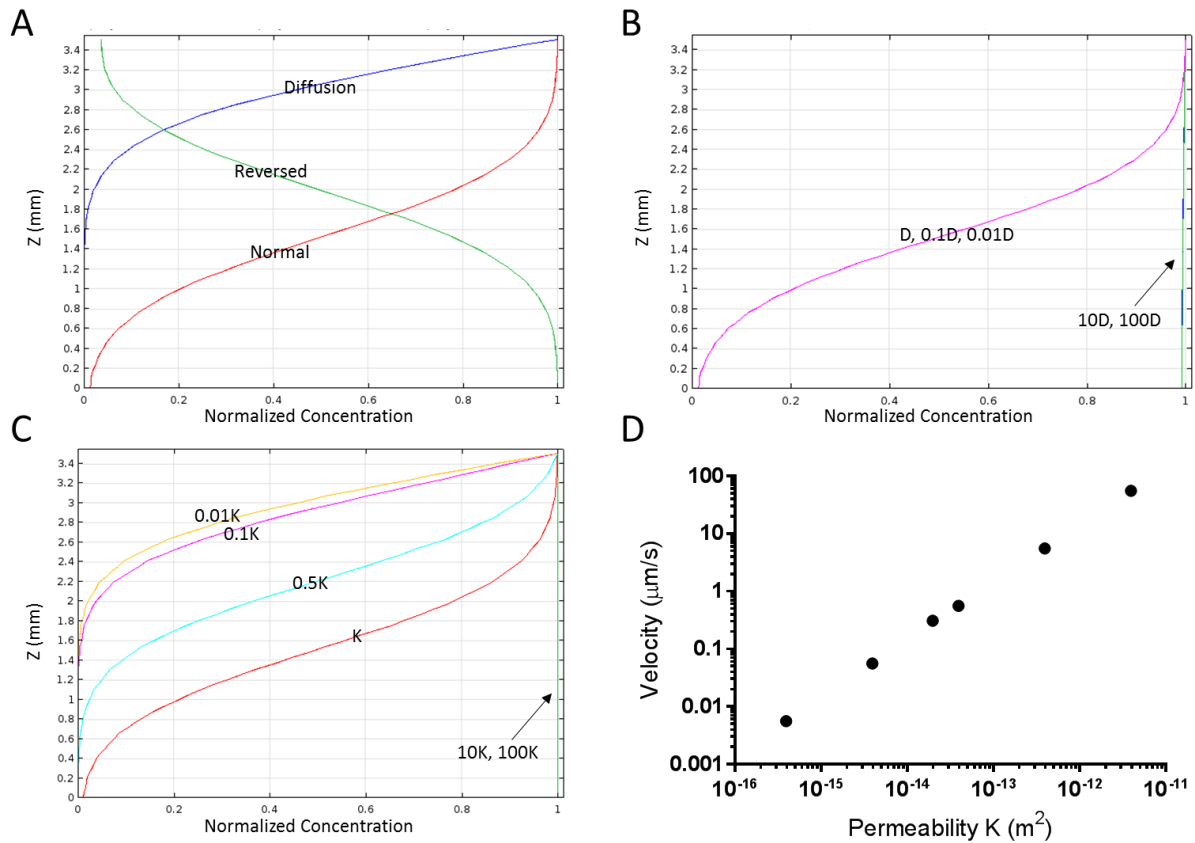 A
3.4
3.2
3
2.8
2.6
2.4
2.2
2
1.8
1.6
1.4
1.2
1
0.8
0.6
0.4
0.2
0
Z (mm)
Diffusion
Reversed
Normal
0 0.2 0.4 0.6 0.8 1
Normalized Concentration
B
3.4
3.2
3
2.8
2.6
2.4
2.2
2
1.8
1.6
1.4
1.2
1
0.8
0.6
0.4
0.2
0
Z (mm)
D, 0.1D, 0.01D
10D, 100D
0 0.2 0.4 0.6 0.8 1
Normalized Concentration
C
3.4
3.2
3
2.8
2.6
2.4
2.2
2
1.8
1.6
1.4
1.2
1
0.8
0.6
0.4
0.2
0
Z (mm)
0.01K
0.1K
0.5K
K
10K, 100K
0 0.2 0.4 0.6 0.8 1
Normalized Concentration
D
100
10
1
0.1
0.01
0.001
Velocity (μm/s)
10⁻¹⁶ 10⁻¹⁵ 10⁻¹⁴ 10⁻¹³ 10⁻¹² 10⁻¹¹
Permeability K (m²)